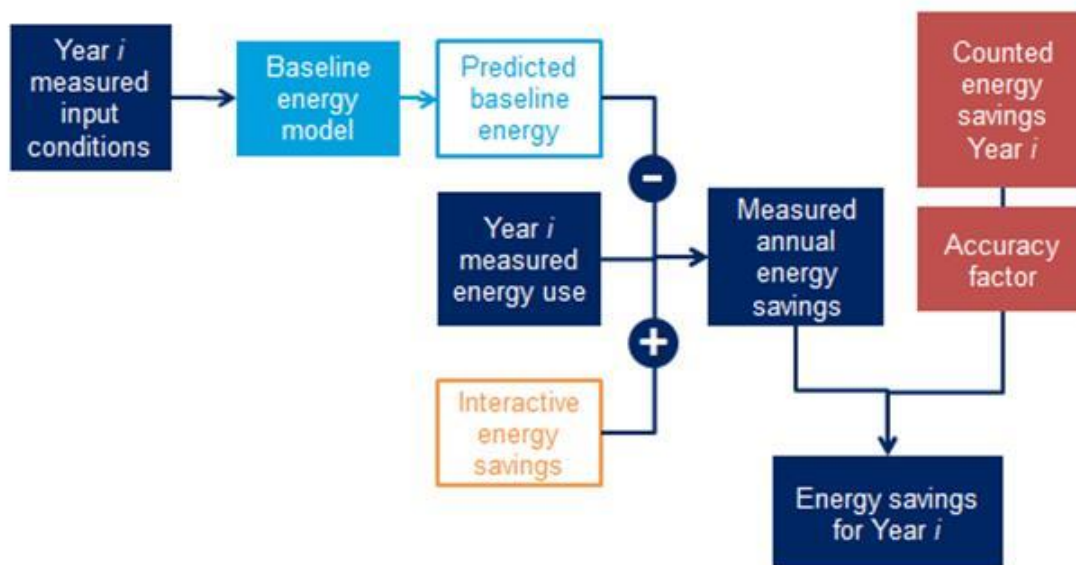 Year i
measured
input
conditions
Baseline
energy
model
Predicted
baseline
energy
Counted
energy
savings
Year i
-
Year i
measured
energy use
Measured
annual
energy
savings
Accuracy
factor
+
Interactive
energy
savings
Energy savings
for Year i